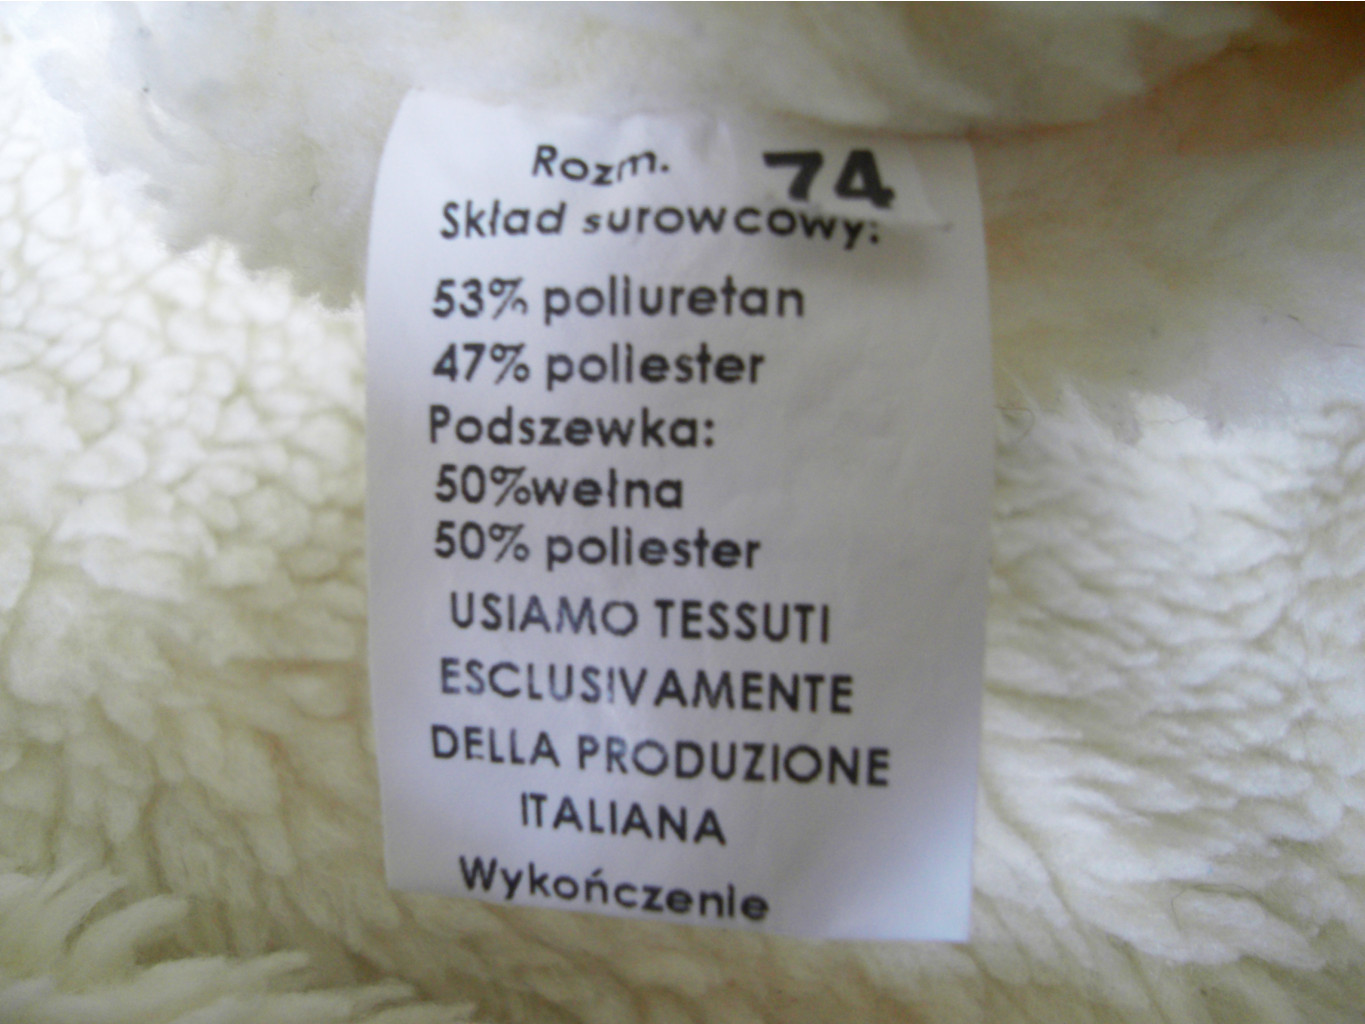 Rozm. 74
Skład surowcowy:
53% poliuretan
47% poliester
Podszewka:
50%wełna
50% poliester
USIAMO TESSUTI
ESCLUSIVAMENTE
DELLA PRODUZIONE
ITALIANA
Wykończenie